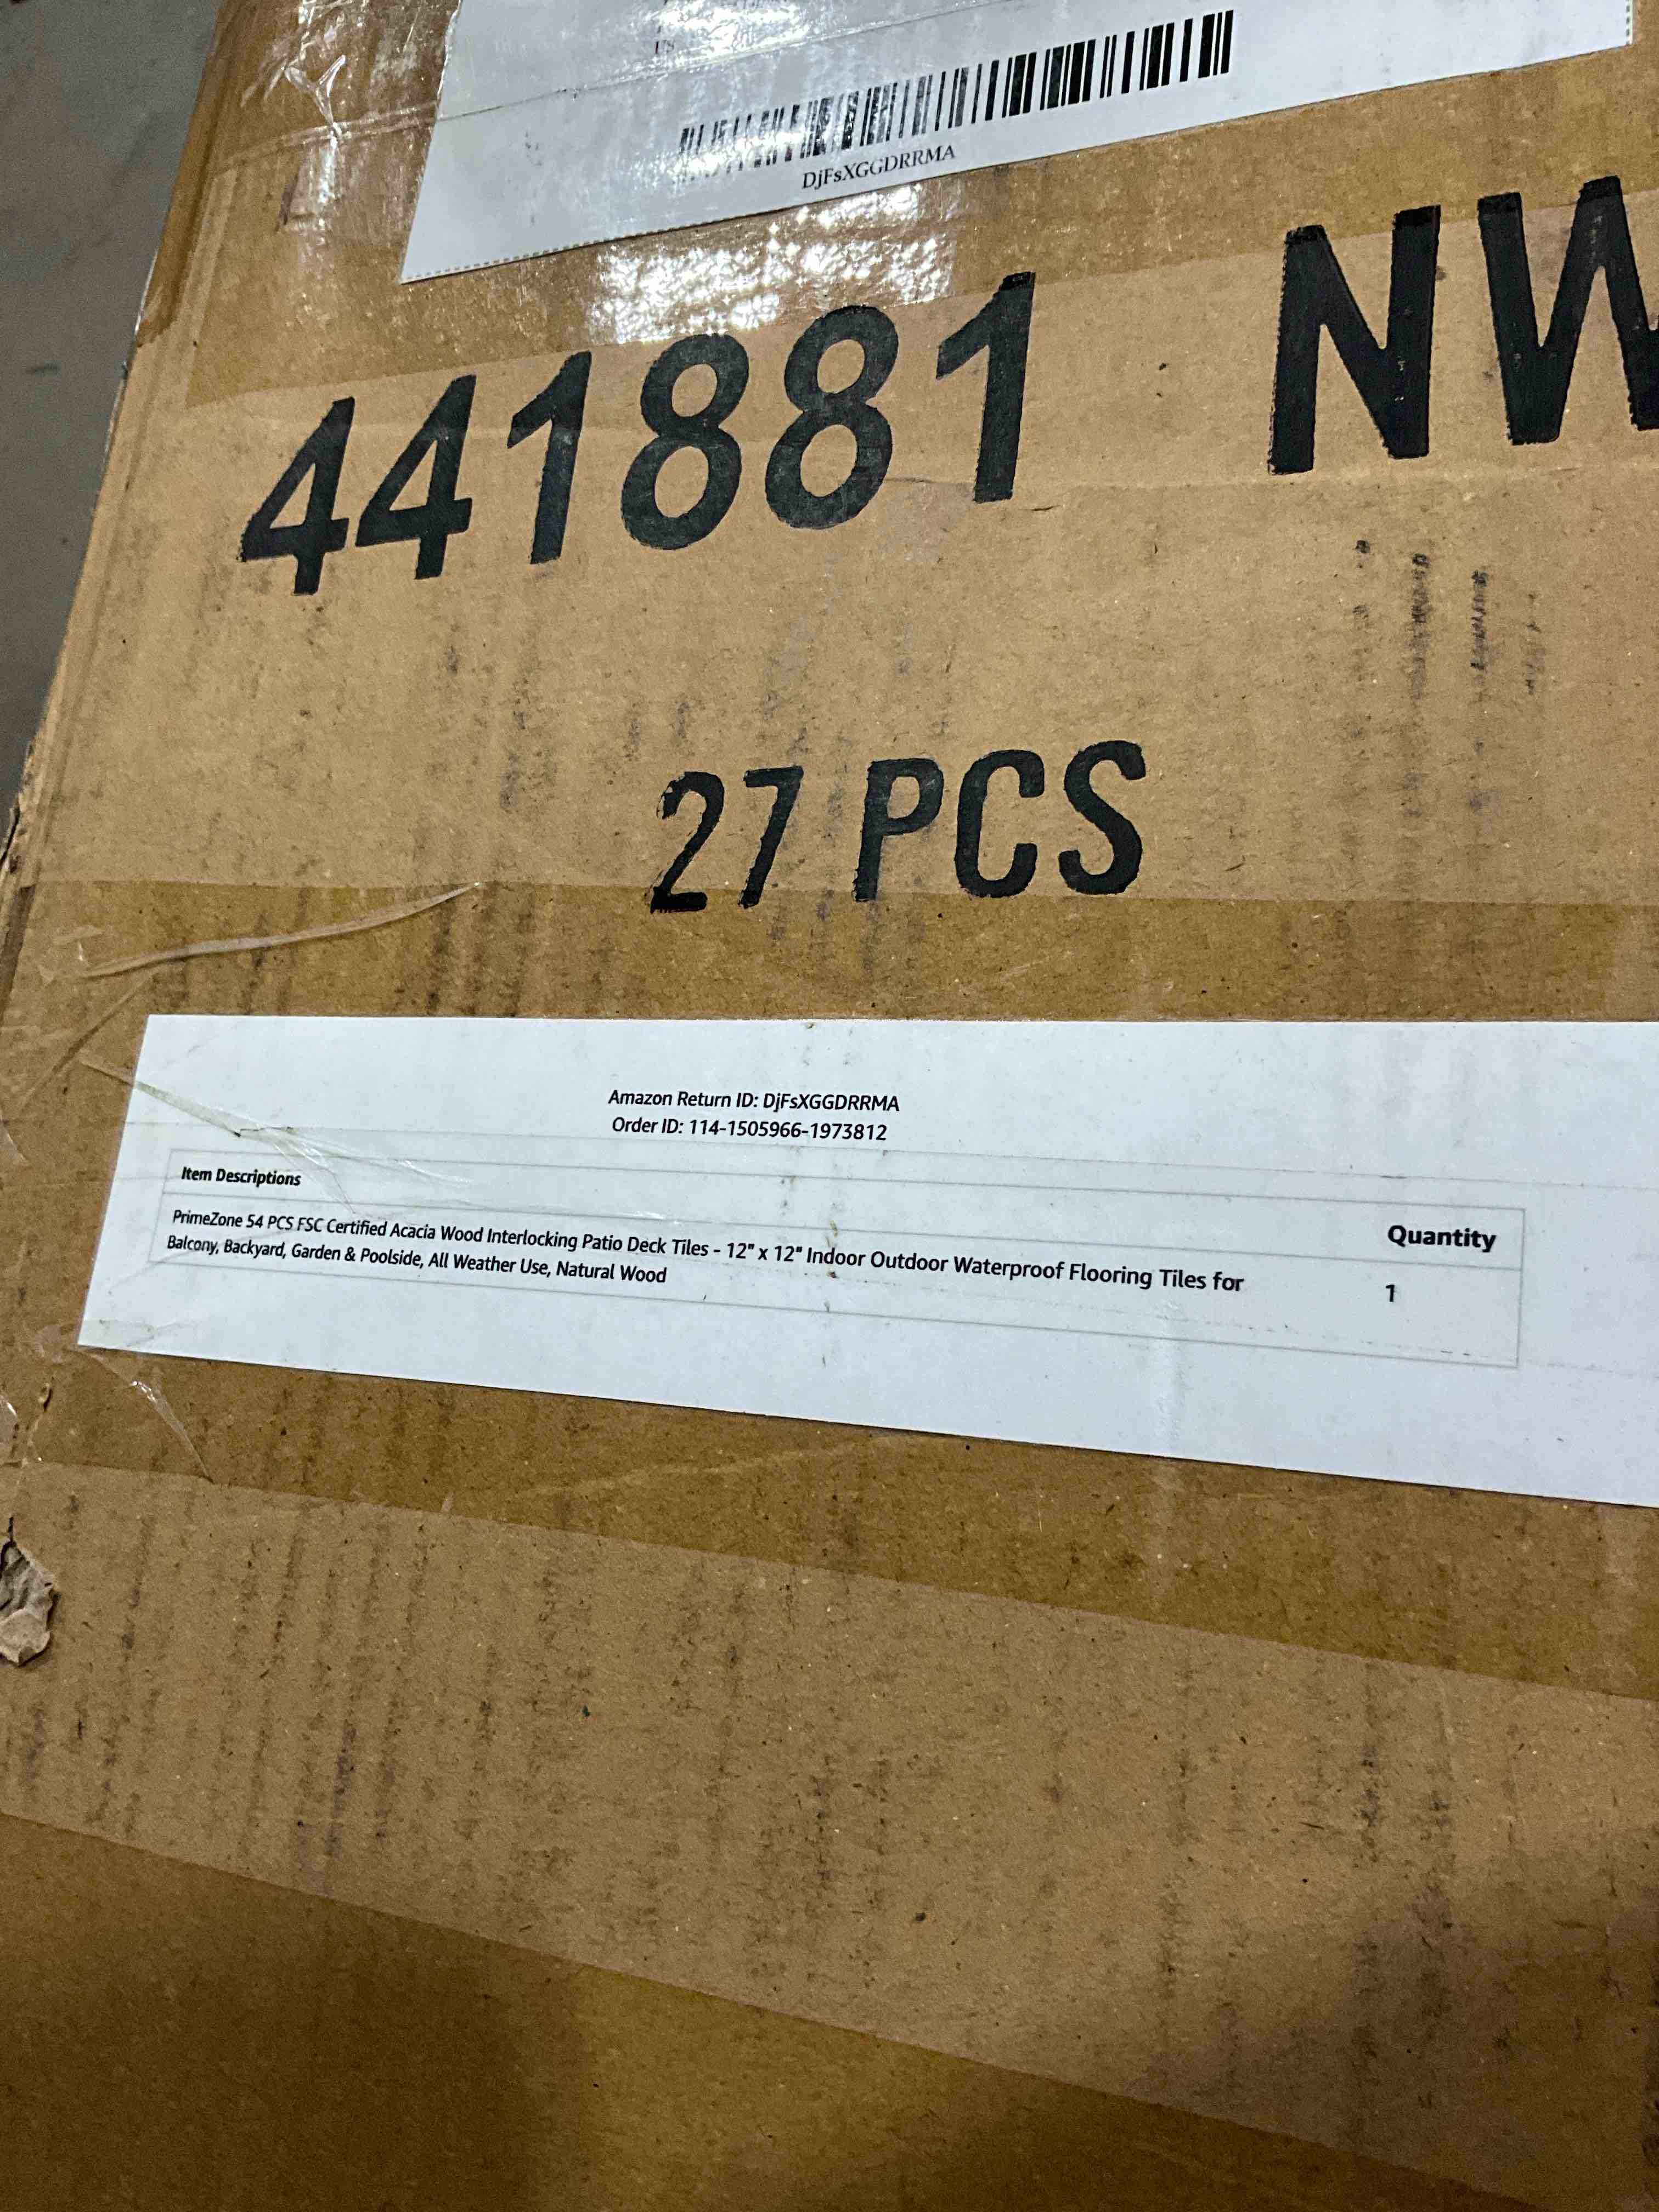 US
DjFsXGGDRRMA
441881 NW
27 PCS
Amazon Return ID: DjFsXGGDRRMA
Order ID: 114-1505966-1973812
Item Descriptions
Quantity
PrimeZone 54 PCS FSC Certified Acacia Wood Interlocking Patio Deck Tiles - 12" x 12" Indoor Outdoor Waterproof Flooring Tiles for
Balcony, Backyard, Garden & Poolside, All Weather Use, Natural Wood
1